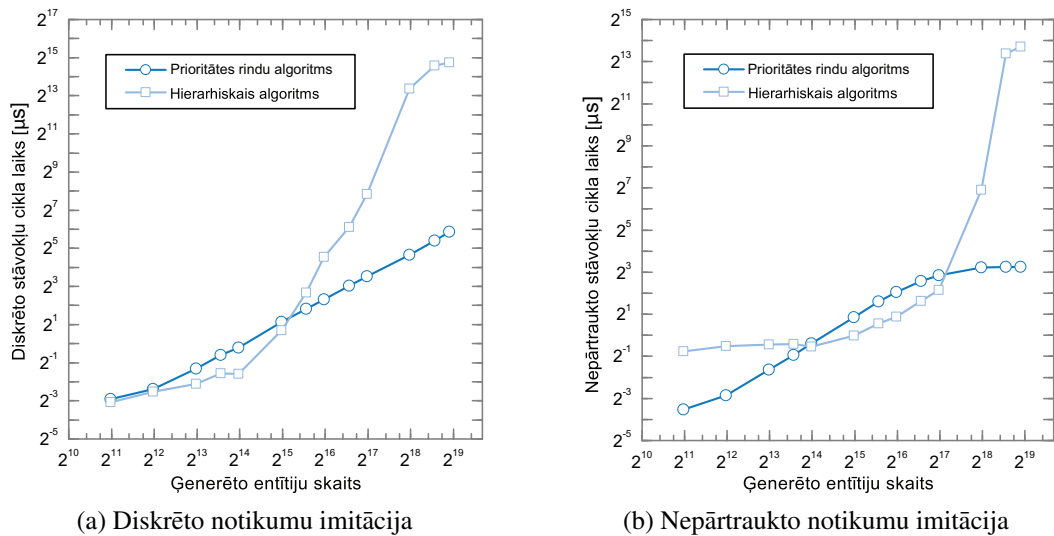 2^17
2^15
2^13
2^11
2^9
2^7
2^5
2^3
2^1
2^-1
2^-3
2^-5
Diskrēto stāvokļu cikla laiks [µs]
Prioritātes rindu algoritms
Hierarhiskais algoritms
2^10 2^11 2^12 2^13 2^14 2^15 2^16 2^17 2^18 2^19
Ģenerēto entītiju skaits
(a) Diskrēto notikumu imitācija
2^15
2^13
2^11
2^9
2^7
2^5
2^3
2^1
2^-1
2^-3
2^-5
Nepārtraukto stāvokļu cikla laiks [µs]
Prioritātes rindu algoritms
Hierarhiskais algoritms
2^10 2^11 2^12 2^13 2^14 2^15 2^16 2^17 2^18 2^19
Ģenerēto entītiju skaits
(b) Nepārtraukto notikumu imitācija